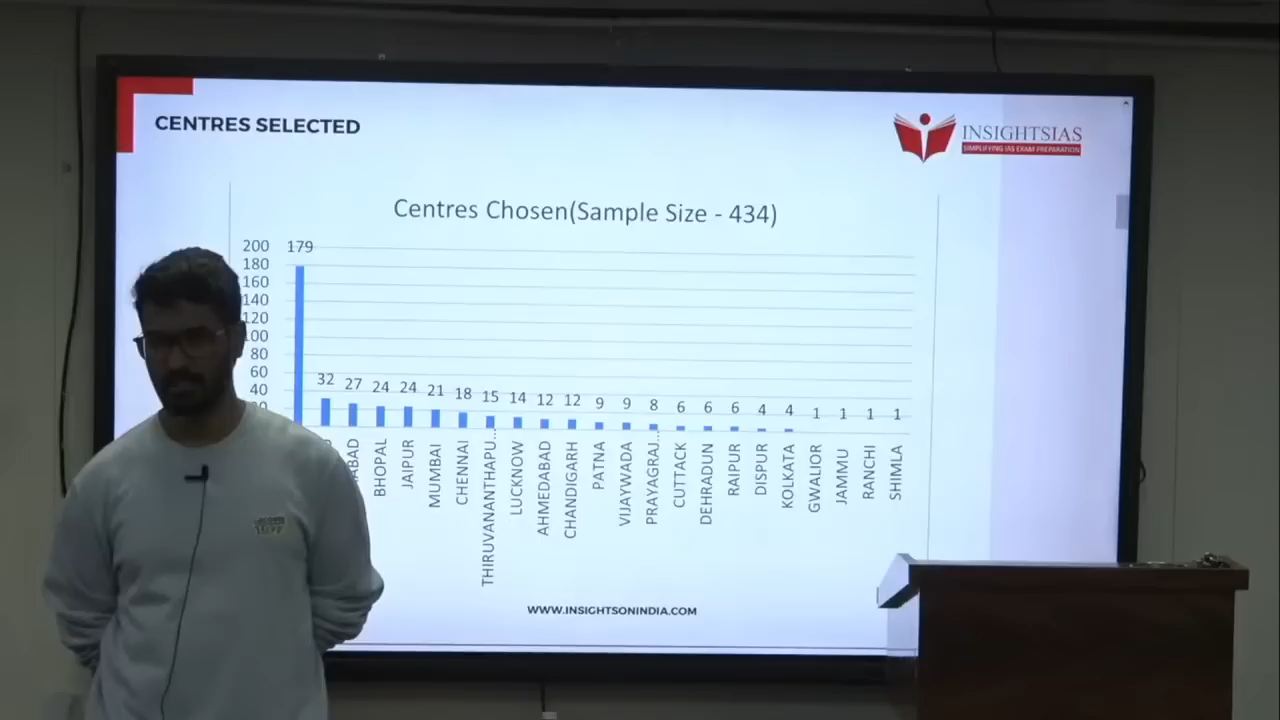 CENTRES SELECTED
INSIGHTSIAS
SIMPLIFYING IAS EXAM PREPARATION
Centres Chosen(Sample Size - 434)
200
180
160
140
120
100
80
60
40
179
32
27
24
24
21
18
15
14
12
12
9
9
8
6
6
6
4
4
1
1
1
1
BHOPAL
JAIPUR
MUMBAI
CHENNAI
THIRUVANANTHAPU...
LUCKNOW
AHMEDABAD
CHANDIGARH
PATNA
VIJAYWADA
PRAYAGRAJ...
CUTTACK
DEHRADUN
RAIPUR
DISPUR
KOLKATA
GWALIOR
JAMMU
RANCHI
SHIMLA
WWW.INSIGHTSONINDIA.COM